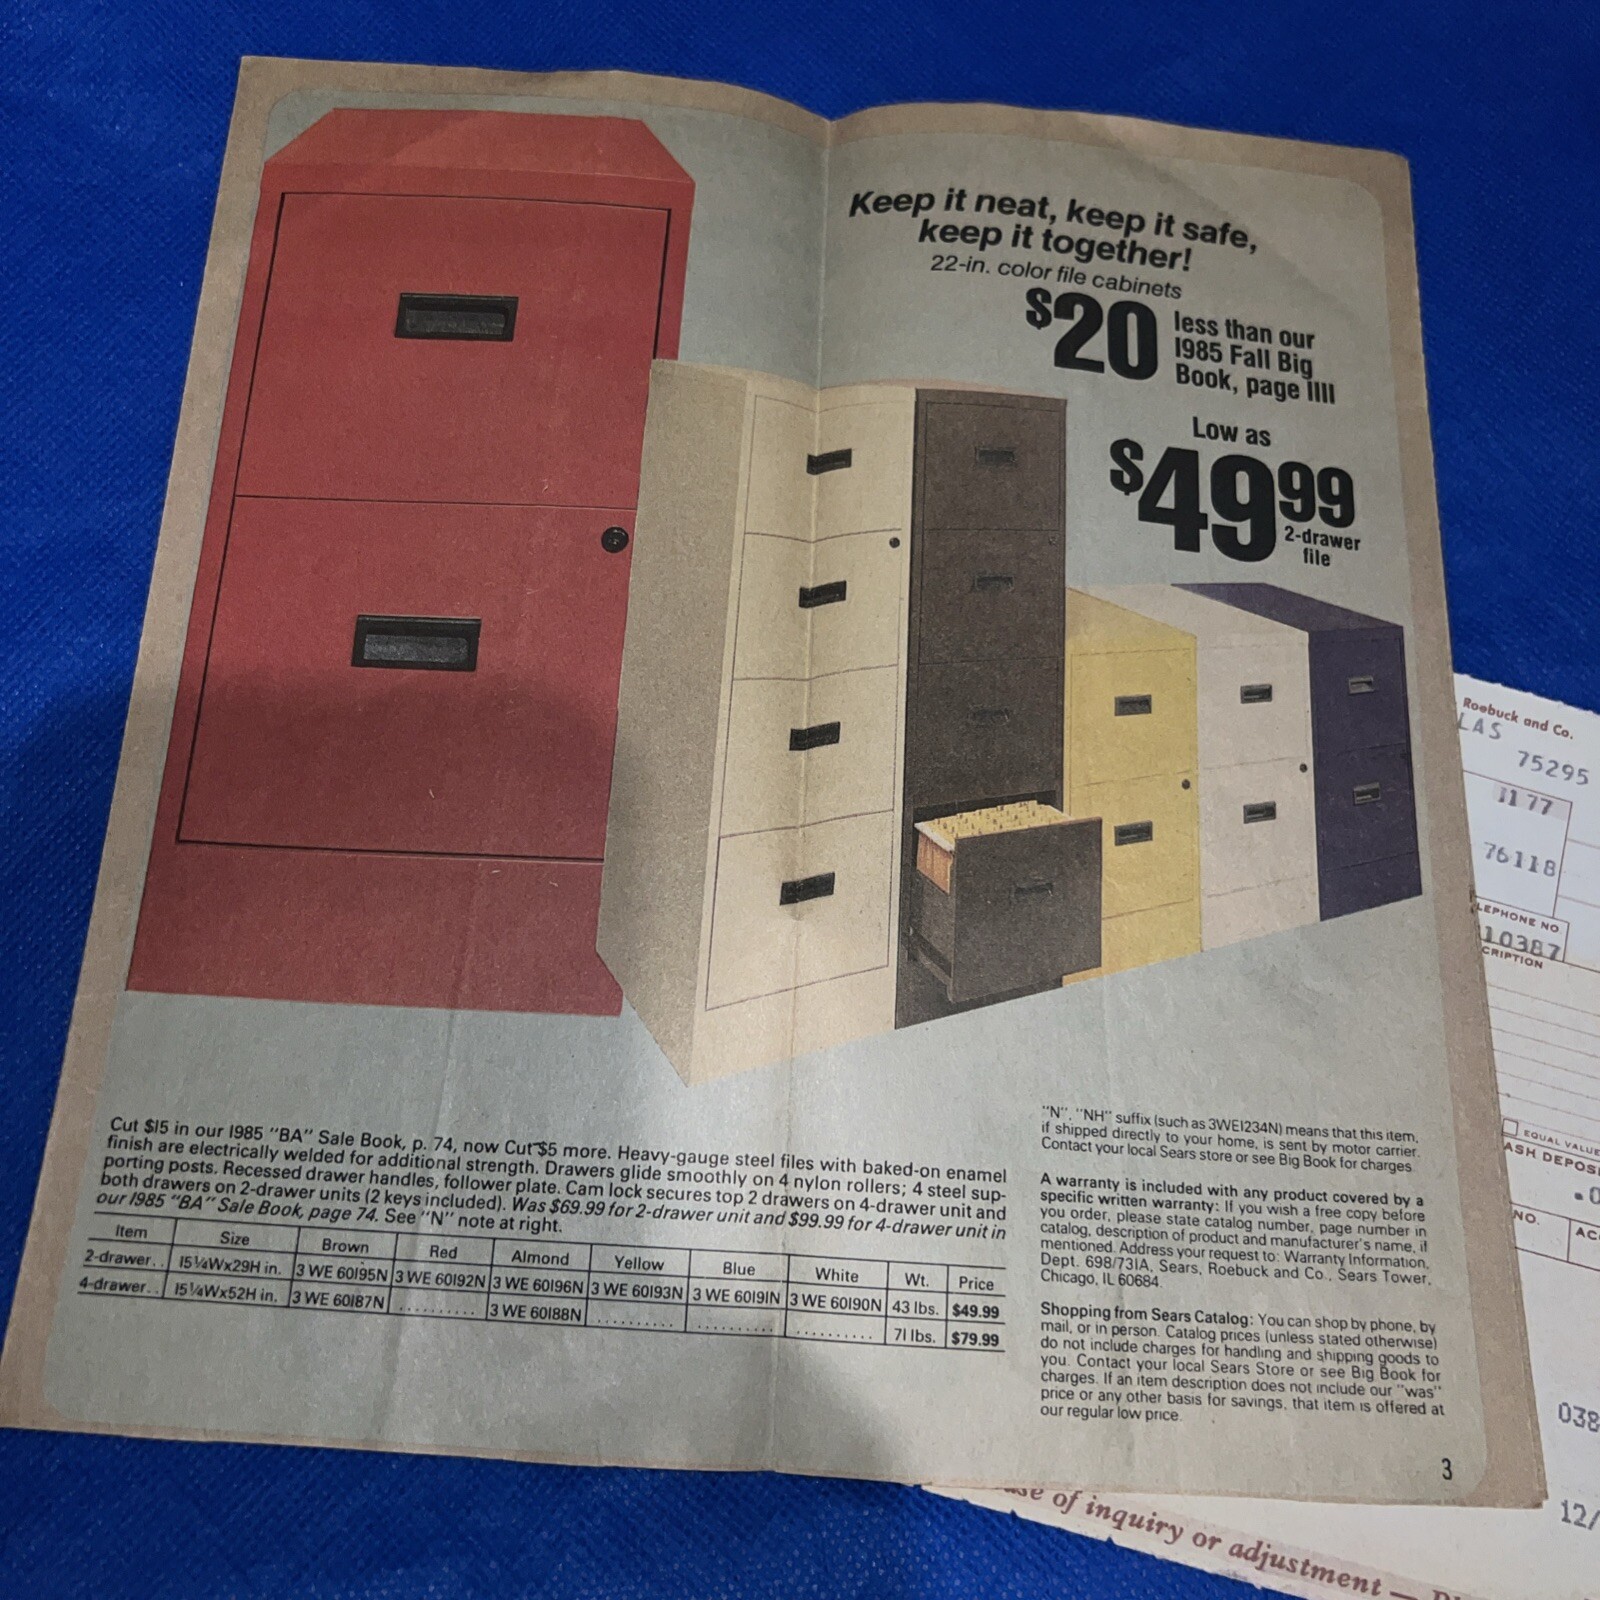 Keep it neat, keep it safe,
keep it together!
22-in. color file cabinets
$20 less than our
1985 Fall Big
Book, page 1111
Low as
$49.99
2-drawer
file
Cut $15 in our 1985 "BA" Sale Book, p. 74, now Cut $5 more. Heavy-gauge steel files with baked-on enamel
finish are electrically welded for additional strength. Drawers glide smoothly on 4 nylon rollers; 4 steel sup-
porting posts. Recessed drawer handles, follower plate. Cam lock secures top 2 drawers on 4-drawer unit and
both drawers on 2-drawer units (2 keys included). Was $69.99 for 2-drawer unit and $99.99 for 4-drawer unit in
our 1985 "BA" Sale Book, page 74. See "N" note at right.
Item Size Brown Red Almond Yellow Blue White Wt. Price
2-drawer.. 15¼Wx29H in. 3 WE 60195N 3 WE 60192N 3 WE 60196N 3 WE 60193N 3 WE 60191N 3 WE 60190N 43 lbs. $49.99
4-drawer.. 15¼Wx52H in. 3 WE 60187N .......... 3 WE 60188N .......... .......... .......... 71 lbs. $79.99
"N", "NH" suffix (such as 3WE1234N) means that this item,
if shipped directly to your home, is sent by motor carrier.
Contact your local Sears store or see Big Book for charges.
A warranty is included with any product covered by a
specific written warranty: If you wish a free copy before
you order, please state catalog number, page number in
catalog, description of product and manufacturer's name, if
mentioned. Address your request to: Warranty Information,
Dept. 698/731A, Sears, Roebuck and Co., Sears Tower,
Chicago, IL 60684.
Shopping from Sears Catalog: You can shop by phone, by
mail, or in person. Catalog prices (unless stated otherwise)
do not include charges for handling and shipping goods to
you. Contact your local Sears Store or see Big Book for
charges. If an item description does not include our "was"
price or any other basis for savings, that item is offered at
our regular low price.
3
Roebuck and Co.
LAS 75295
1177
76118
LEPHONE NO
10387
CRIPTION
EQUAL VALUE
ASH DEPOS
.0
NO.
AC
038
12/
use of inquiry or adjustment —